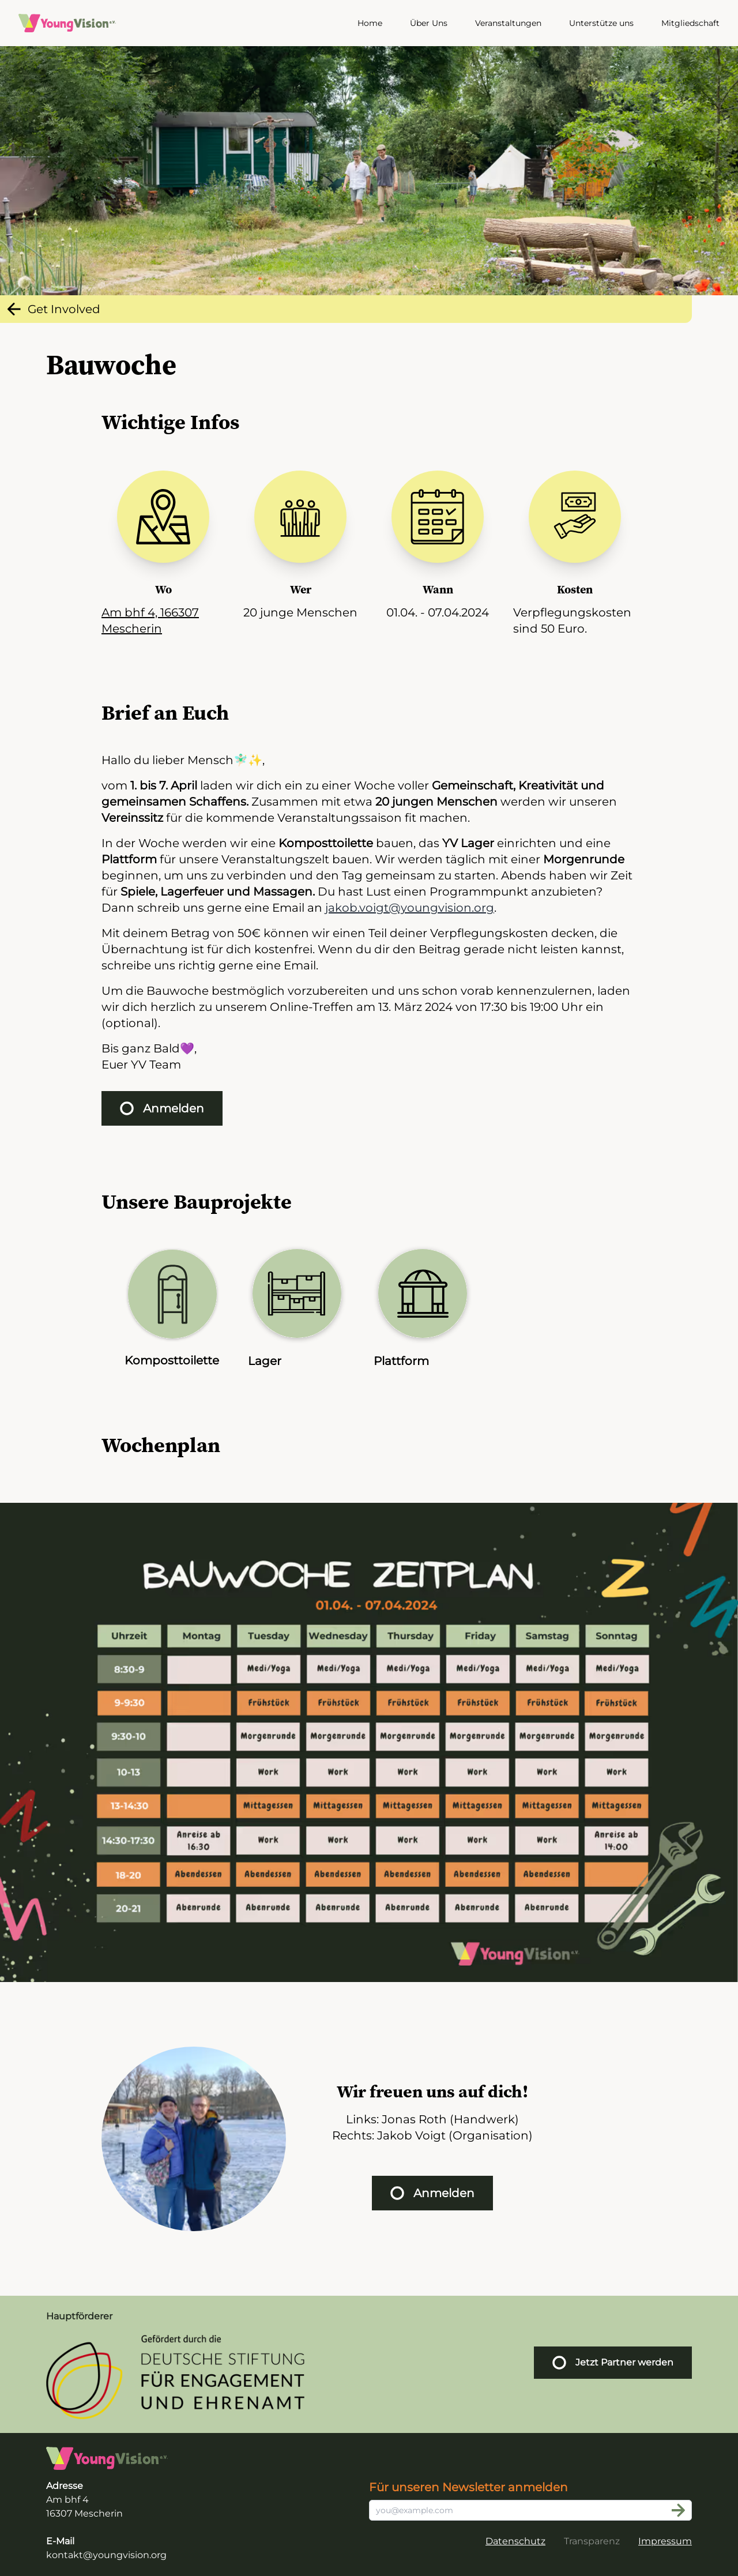 YoungVision e.V.
Home
Über Uns
Veranstaltungen
Unterstütze uns
Mitgliedschaft
Get Involved
Bauwoche
Wichtige Infos
Wo
Am bhf 4, 166307
Mescherin
Wer
20 junge Menschen
Wann
01.04. - 07.04.2024
Kosten
Verpflegungskosten
sind 50 Euro.
Brief an Euch
Hallo du lieber Mensch🧚✨,
vom 1. bis 7. April laden wir dich ein zu einer Woche voller Gemeinschaft, Kreativität und
gemeinsamen Schaffens. Zusammen mit etwa 20 jungen Menschen werden wir unseren
Vereinssitz für die kommende Veranstaltungssaison fit machen.
In der Woche werden wir eine Komposttoilette bauen, das YV Lager einrichten und eine
Plattform für unsere Veranstaltungszelt bauen. Wir werden täglich mit einer Morgenrunde
beginnen, um uns zu verbinden und den Tag gemeinsam zu starten. Abends haben wir Zeit
für Spiele, Lagerfeuer und Massagen. Du hast Lust einen Programmpunkt anzubieten?
Dann schreib uns gerne eine Email an jakob.voigt@youngvision.org.
Mit deinem Betrag von 50€ können wir einen Teil deiner Verpflegungskosten decken, die
Übernachtung ist für dich kostenfrei. Wenn du dir den Beitrag gerade nicht leisten kannst,
schreibe uns richtig gerne eine Email.
Um die Bauwoche bestmöglich vorzubereiten und uns schon vorab kennenzulernen, laden
wir dich herzlich zu unserem Online-Treffen am 13. März 2024 von 17:30 bis 19:00 Uhr ein
(optional).
Bis ganz Bald💜,
Euer YV Team
Anmelden
Unsere Bauprojekte
Komposttoilette
Lager
Plattform
Wochenplan
BAUWOCHE ZEITPLAN
01.04. - 07.04.2024
Uhrzeit Montag Tuesday Wednesday Thursday Friday Samstag Sonntag
8:30-9 Medi/Yoga Medi/Yoga Medi/Yoga Medi/Yoga Medi/Yoga Medi/Yoga
9-9:30 Frühstück Frühstück Frühstück Frühstück Frühstück Frühstück
9:30-10 Morgenrunde Morgenrunde Morgenrunde Morgenrunde Morgenrunde Morgenrunde
10-13 Work Work Work Work Work Work
13-14:30 Mittagessen Mittagessen Mittagessen Mittagessen Mittagessen Mittagessen
14:30-17:30 Anreise ab 16:30 Work Work Work Work Work Anreise ab 14:00
18-20 Abendessen Abendessen Abendessen Abendessen Abendessen Abendessen
20-21 Abenrunde Abenrunde Abenrunde Abenrunde Abenrunde Abenrunde
YoungVision e.V.
Wir freuen uns auf dich!
Links: Jonas Roth (Handwerk)
Rechts: Jakob Voigt (Organisation)
Anmelden
Hauptförderer
Gefördert durch die
DEUTSCHE STIFTUNG
FÜR ENGAGEMENT
UND EHRENAMT
Jetzt Partner werden
YoungVision e.V.
Adresse
Am bhf 4
16307 Mescherin
E-Mail
kontakt@youngvision.org
Für unseren Newsletter anmelden
you@example.com
Datenschutz
Transparenz
Impressum